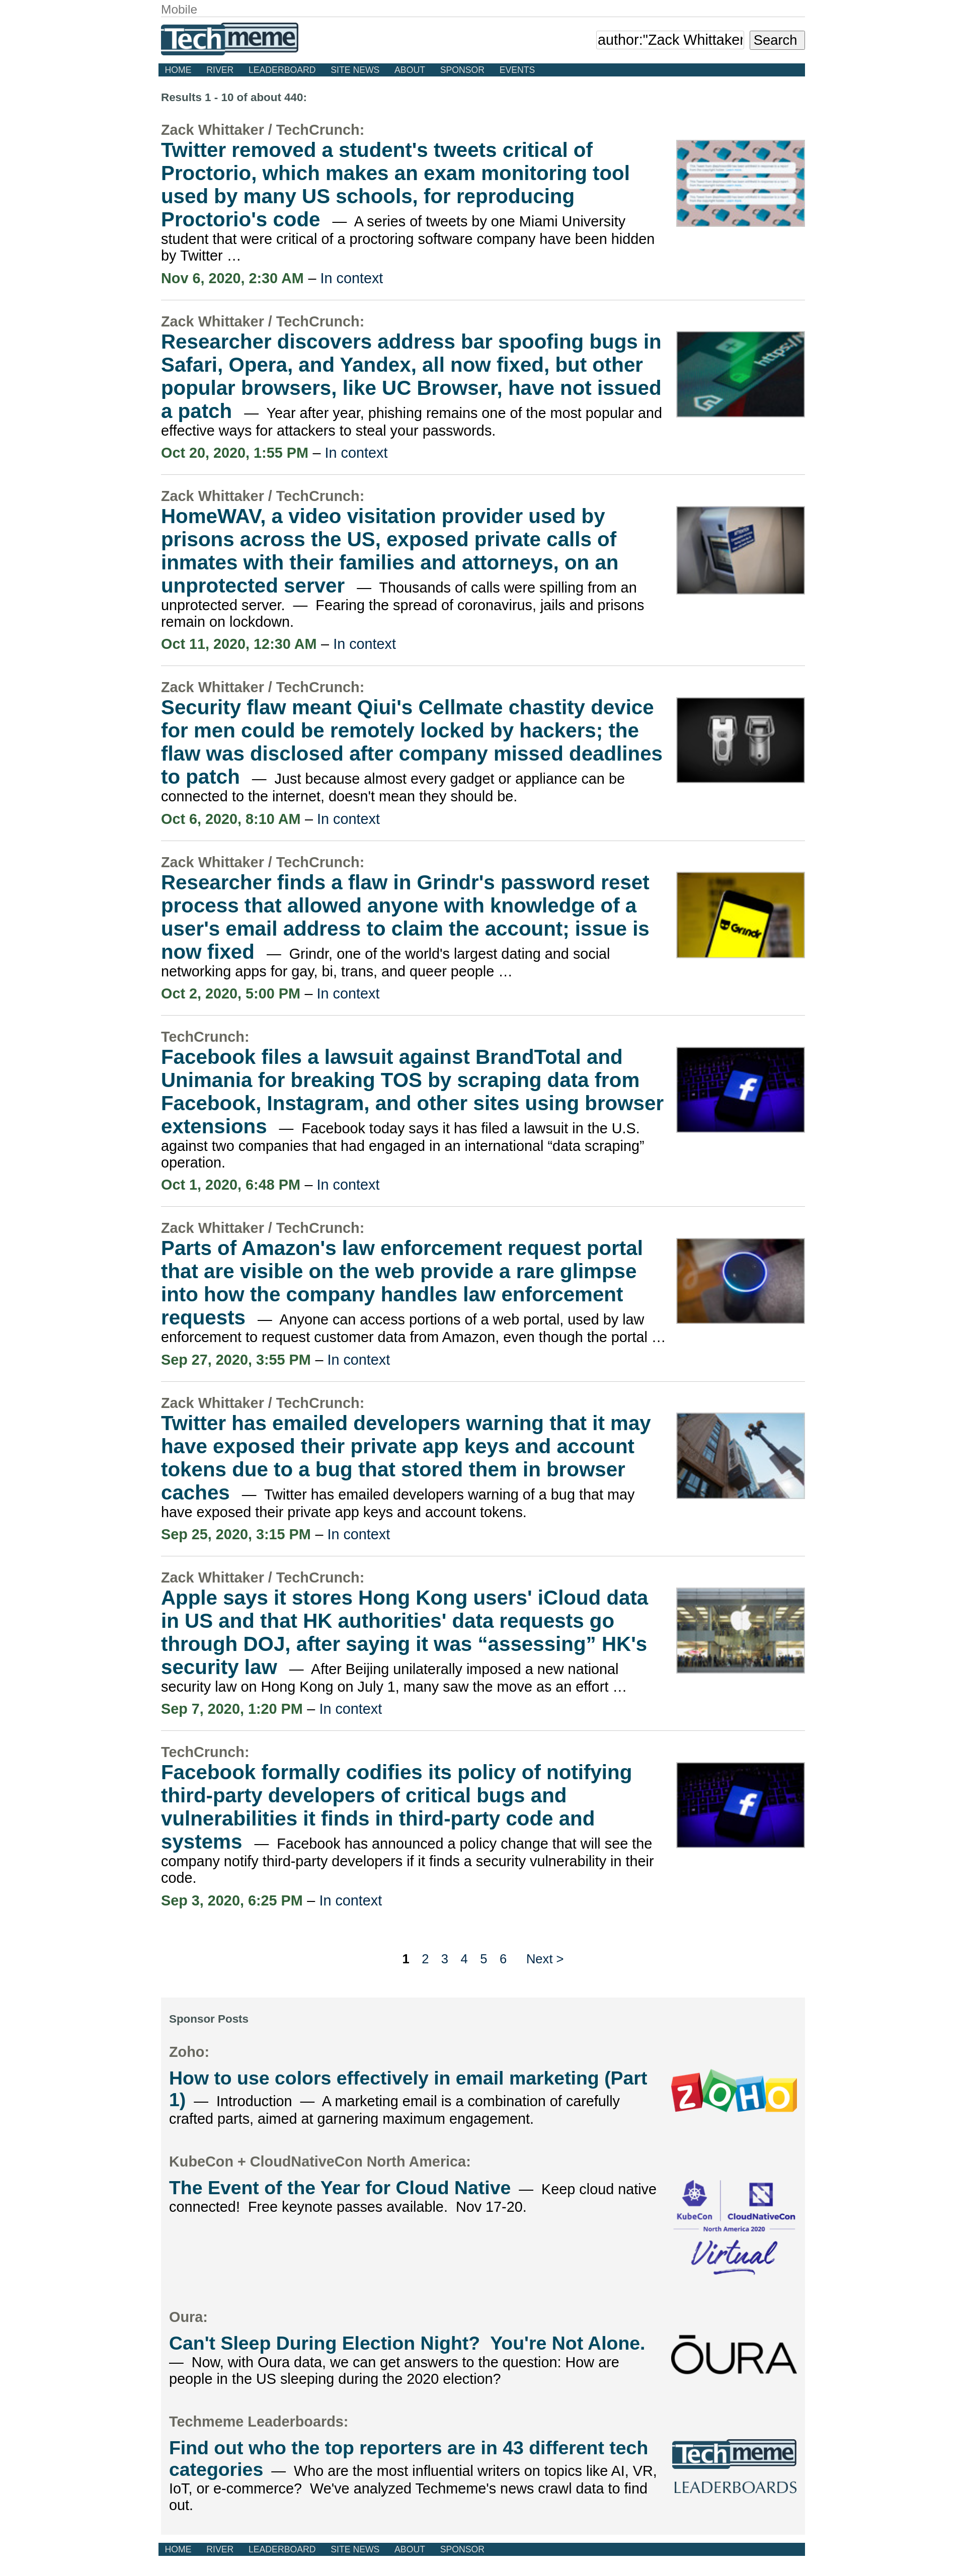 Mobile
Techmeme
author:"Zack Whittaker
Search
HOME RIVER LEADERBOARD SITE NEWS ABOUT SPONSOR EVENTS
Results 1 - 10 of about 440:
Zack Whittaker / TechCrunch:
Twitter removed a student's tweets critical of
Proctorio, which makes an exam monitoring tool
used by many US schools, for reproducing
Proctorio's code — A series of tweets by one Miami University
student that were critical of a proctoring software company have been hidden
by Twitter …
Nov 6, 2020, 2:30 AM – In context
Zack Whittaker / TechCrunch:
Researcher discovers address bar spoofing bugs in
Safari, Opera, and Yandex, all now fixed, but other
popular browsers, like UC Browser, have not issued
a patch — Year after year, phishing remains one of the most popular and
effective ways for attackers to steal your passwords.
https://
Oct 20, 2020, 1:55 PM – In context
Zack Whittaker / TechCrunch:
HomeWAV, a video visitation provider used by
prisons across the US, exposed private calls of
inmates with their families and attorneys, on an
unprotected server — Thousands of calls were spilling from an
unprotected server. — Fearing the spread of coronavirus, jails and prisons
remain on lockdown.
Oct 11, 2020, 12:30 AM – In context
Zack Whittaker / TechCrunch:
Security flaw meant Qiui's Cellmate chastity device
for men could be remotely locked by hackers; the
flaw was disclosed after company missed deadlines
to patch — Just because almost every gadget or appliance can be
connected to the internet, doesn't mean they should be.
Oct 6, 2020, 8:10 AM – In context
Zack Whittaker / TechCrunch:
Researcher finds a flaw in Grindr's password reset
process that allowed anyone with knowledge of a
user's email address to claim the account; issue is
now fixed — Grindr, one of the world's largest dating and social
networking apps for gay, bi, trans, and queer people …
Grindr
Oct 2, 2020, 5:00 PM – In context
TechCrunch:
Facebook files a lawsuit against BrandTotal and
Unimania for breaking TOS by scraping data from
Facebook, Instagram, and other sites using browser
extensions — Facebook today says it has filed a lawsuit in the U.S.
against two companies that had engaged in an international “data scraping”
operation.
Oct 1, 2020, 6:48 PM – In context
Zack Whittaker / TechCrunch:
Parts of Amazon's law enforcement request portal
that are visible on the web provide a rare glimpse
into how the company handles law enforcement
requests — Anyone can access portions of a web portal, used by law
enforcement to request customer data from Amazon, even though the portal …
Sep 27, 2020, 3:55 PM – In context
Zack Whittaker / TechCrunch:
Twitter has emailed developers warning that it may
have exposed their private app keys and account
tokens due to a bug that stored them in browser
caches — Twitter has emailed developers warning of a bug that may
have exposed their private app keys and account tokens.
Sep 25, 2020, 3:15 PM – In context
Zack Whittaker / TechCrunch:
Apple says it stores Hong Kong users' iCloud data
in US and that HK authorities' data requests go
through DOJ, after saying it was “assessing” HK's
security law — After Beijing unilaterally imposed a new national
security law on Hong Kong on July 1, many saw the move as an effort …
Sep 7, 2020, 1:20 PM – In context
TechCrunch:
Facebook formally codifies its policy of notifying
third-party developers of critical bugs and
vulnerabilities it finds in third-party code and
systems — Facebook has announced a policy change that will see the
company notify third-party developers if it finds a security vulnerability in their
code.
Sep 3, 2020, 6:25 PM – In context
1 2 3 4 5 6 Next >
Sponsor Posts
Zoho:
How to use colors effectively in email marketing (Part
1) — Introduction — A marketing email is a combination of carefully
crafted parts, aimed at garnering maximum engagement.
ZOHO
KubeCon + CloudNativeCon North America:
The Event of the Year for Cloud Native — Keep cloud native
connected! Free keynote passes available. Nov 17-20.
KubeCon CloudNativeCon
North America 2020
Virtual
Oura:
Can't Sleep During Election Night? You're Not Alone.
— Now, with Oura data, we can get answers to the question: How are
people in the US sleeping during the 2020 election?
ŌURA
Techmeme Leaderboards:
Find out who the top reporters are in 43 different tech
categories — Who are the most influential writers on topics like AI, VR,
IoT, or e-commerce? We've analyzed Techmeme's news crawl data to find
out.
Techmeme
LEADERBOARDS
HOME RIVER LEADERBOARD SITE NEWS ABOUT SPONSOR